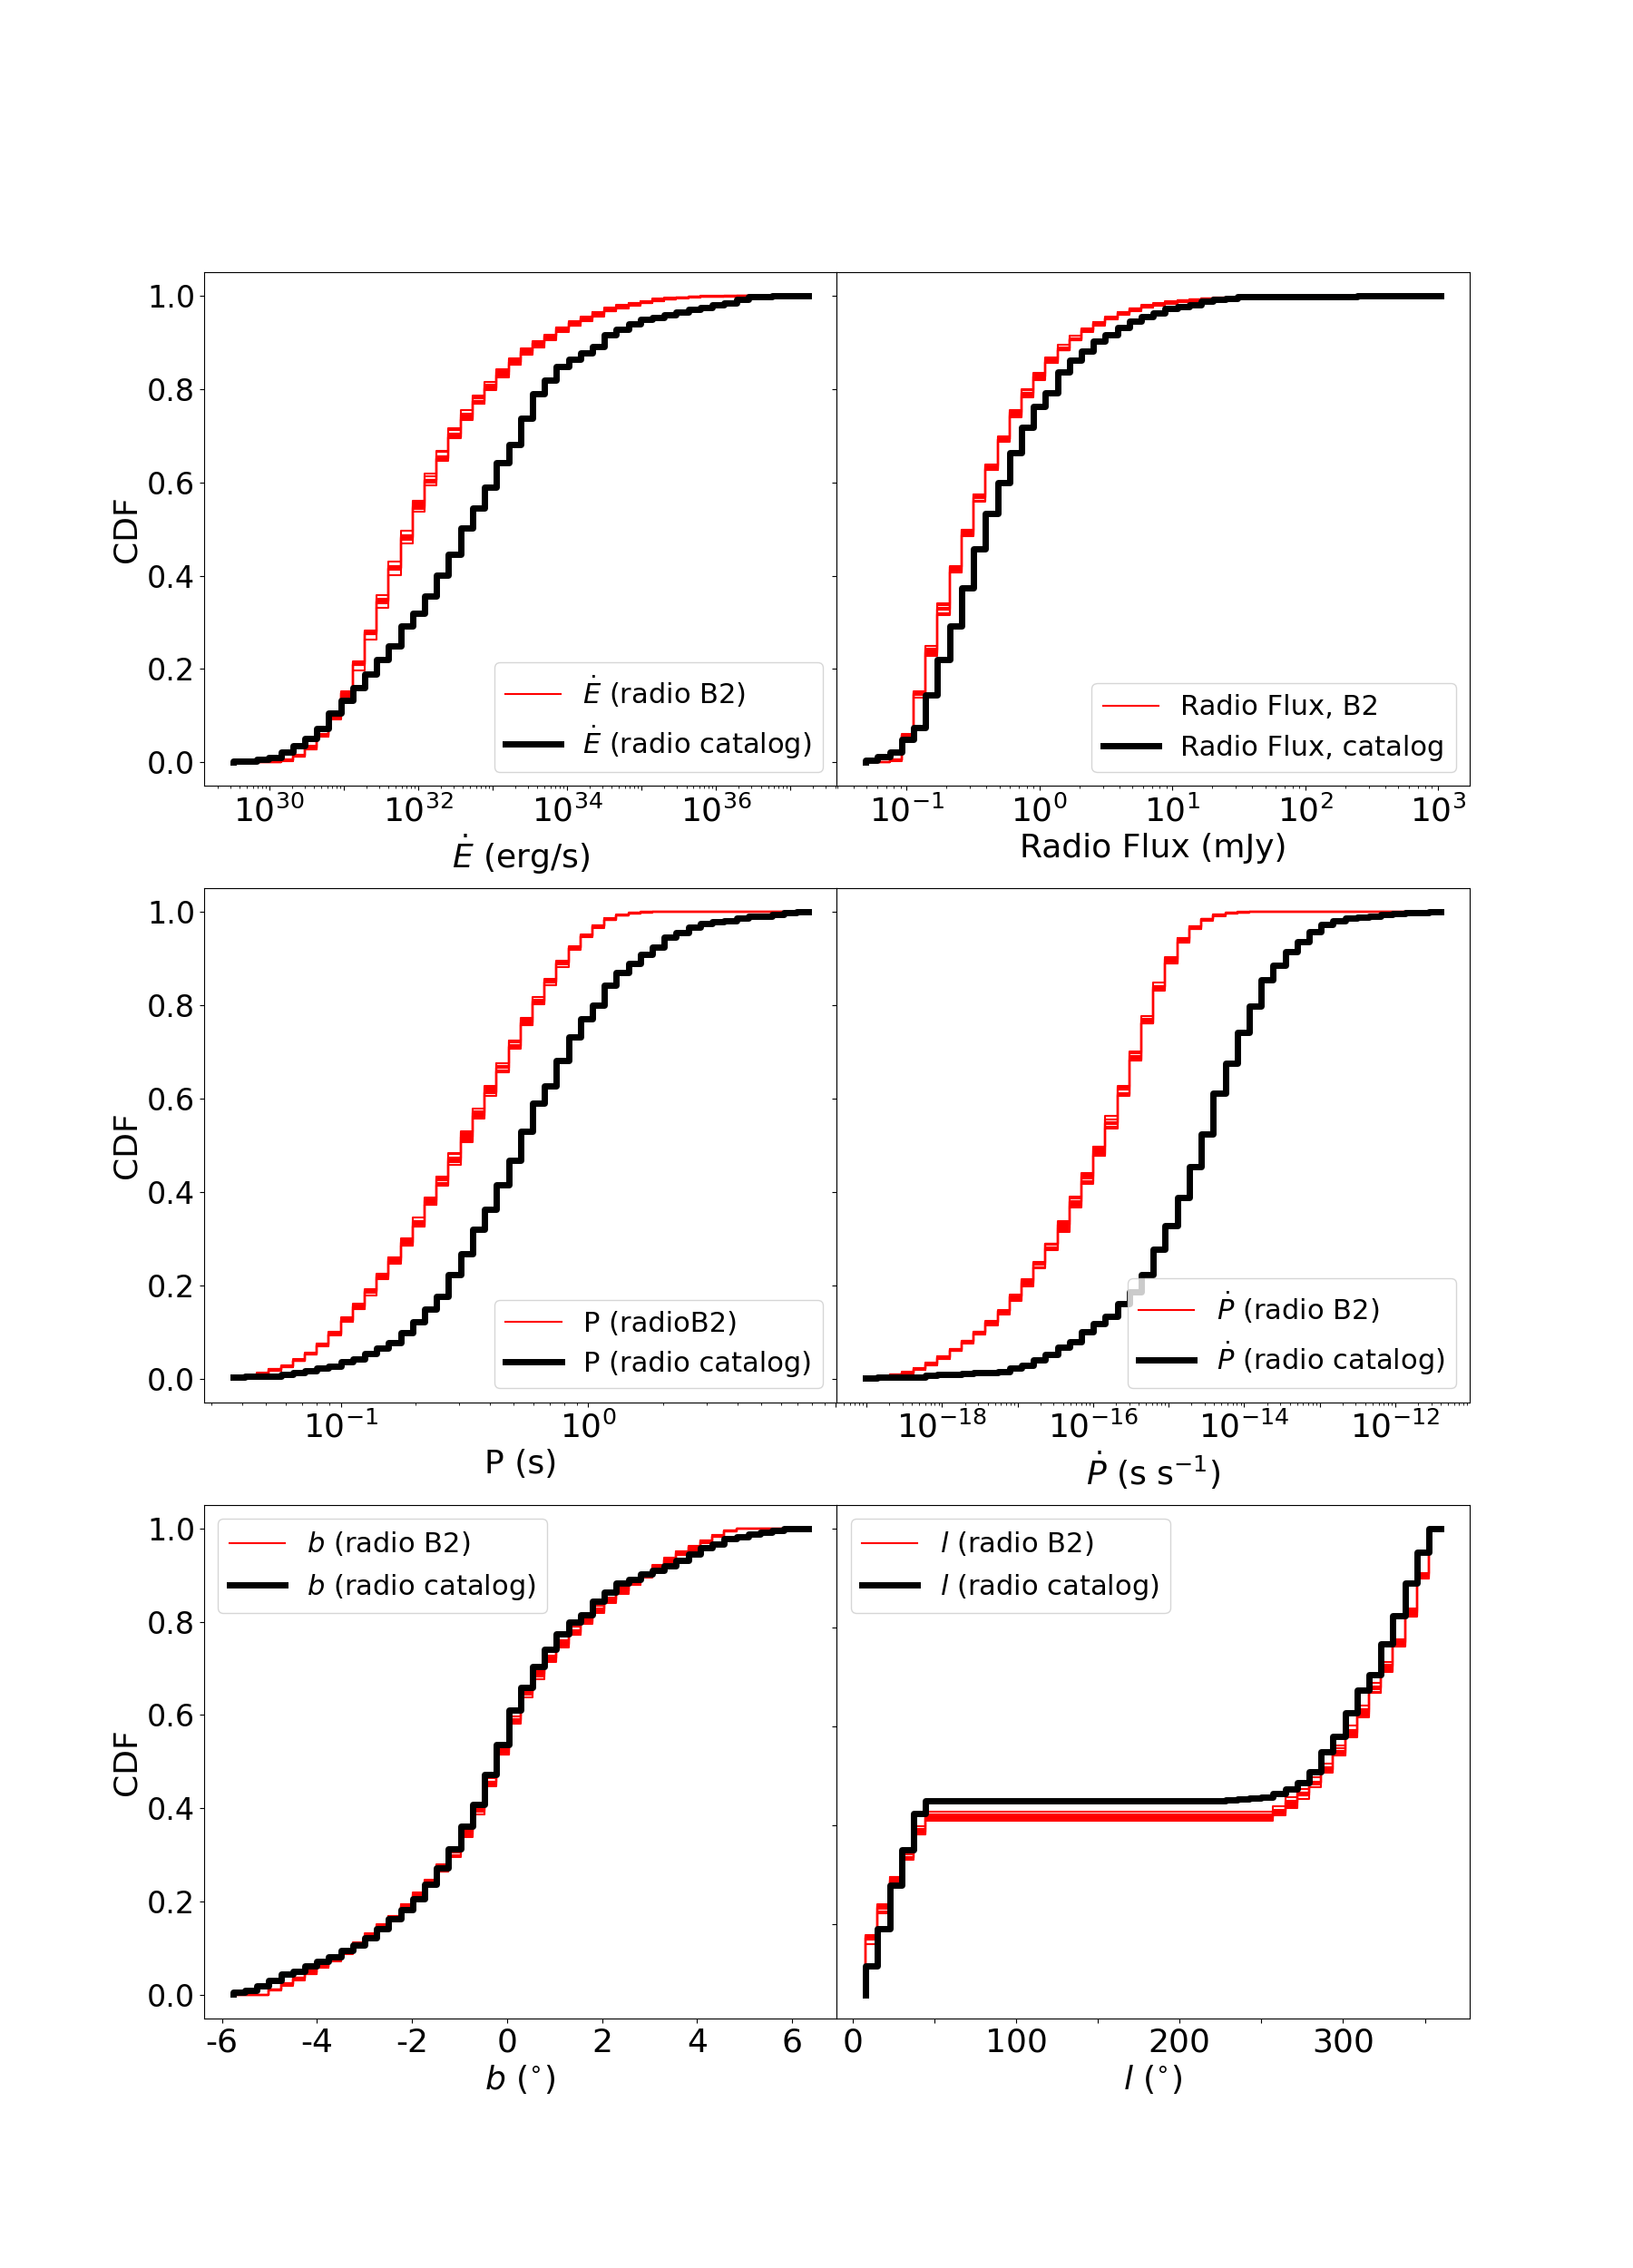 1.0
0.8
0.6
0.4
0.2
0.0
CDF
Ė (radio B2)
Ė (radio catalog)
10^30 10^32 10^34 10^36
Ė (erg/s)
Radio Flux, B2
Radio Flux, catalog
10^−1 10^0 10^1 10^2 10^3
Radio Flux (mJy)
1.0
0.8
0.6
0.4
0.2
0.0
CDF
P (radioB2)
P (radio catalog)
10^−1 10^0
P (s)
Ṗ (radio B2)
Ṗ (radio catalog)
10^−18 10^−16 10^−14 10^−12
Ṗ (s s^−1)
1.0
0.8
0.6
0.4
0.2
0.0
CDF
b (radio B2)
b (radio catalog)
-6 -4 -2 0 2 4 6
b (°)
l (radio B2)
l (radio catalog)
0 100 200 300
l (°)